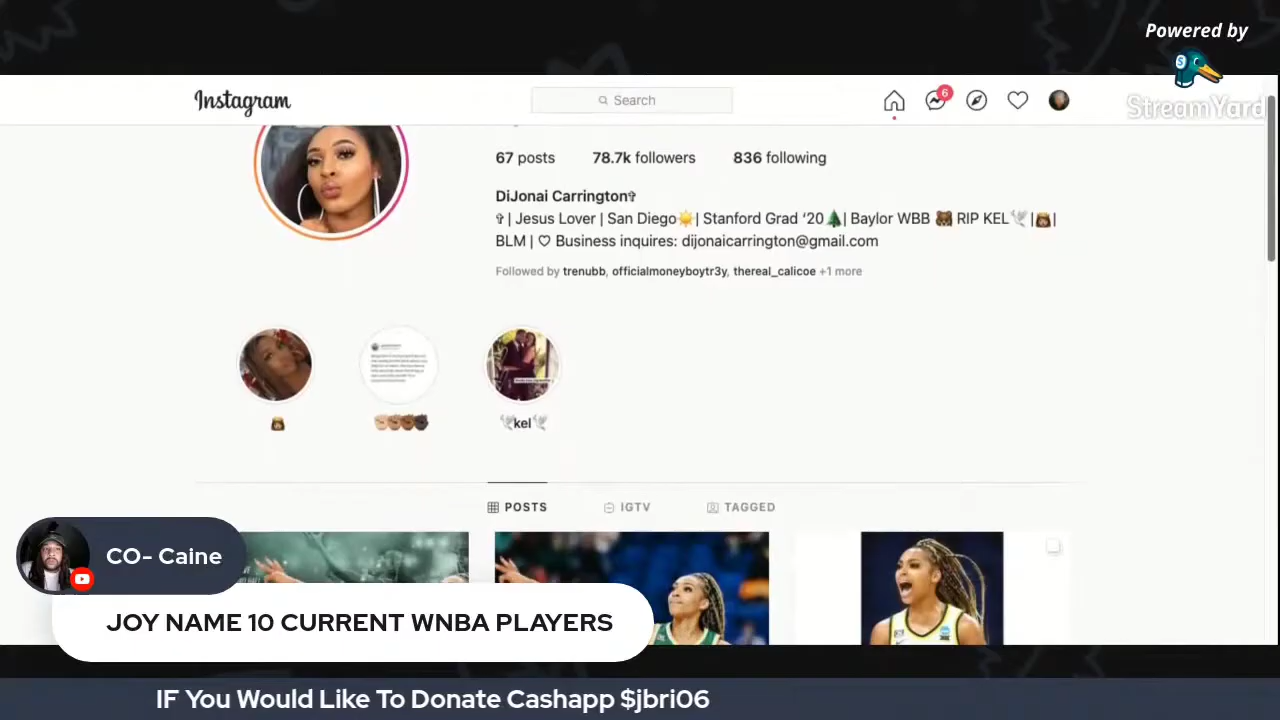 Powered by
StreamYard
Instagram
Search
6
67 posts 78.7k followers 836 following
DiJonai Carrington✞
✞| Jesus Lover | San Diego☀️| Stanford Grad ‘20🌲| Baylor WBB 🐻 RIP KEL🕊|👸🏽|
BLM | ♡ Business inquires: dijonaicarrington@gmail.com
Followed by trenubb, officialmoneyboytr3y, thereal_calicoe +1 more
🕊kel🕊
POSTS IGTV TAGGED
CO- Caine
JOY NAME 10 CURRENT WNBA PLAYERS
IF You Would Like To Donate Cashapp $jbri06